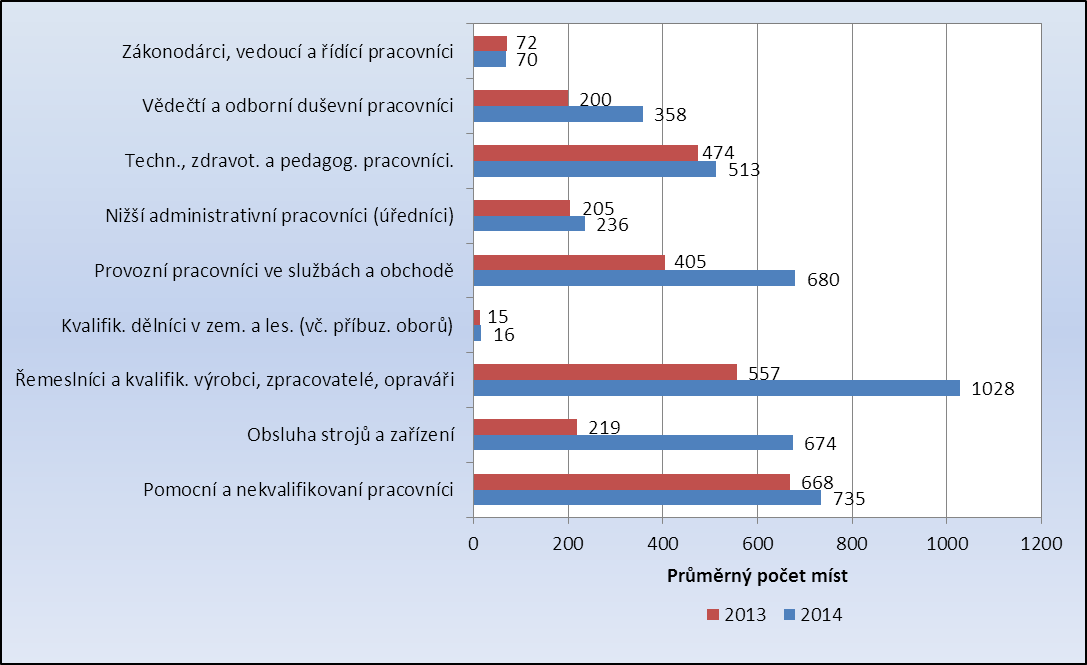 Zákonodárci, vedoucí a řídící pracovníci
72
70
Vědečtí a odborní duševní pracovníci
200
358
Techn., zdravot. a pedagog. pracovníci.
474
513
Nižší administrativní pracovníci (úředníci)
205
236
Provozní pracovníci ve službách a obchodě
405
680
Kvalifik. dělníci v zem. a les. (vč. příbuz. oborů)
15
16
Řemeslníci a kvalifik. výrobci, zpracovatelé, opraváři
557
1028
Obsluha strojů a zařízení
219
674
Pomocní a nekvalifikovaní pracovníci
668
735
0 200 400 600 800 1000 1200
Průměrný počet míst
2013 2014